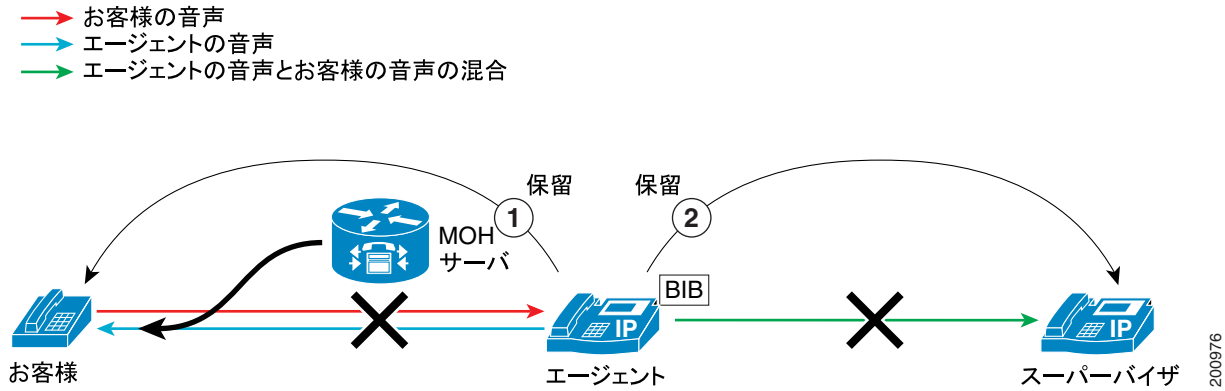 お客様の音声
エージェントの音声
エージェントの音声とお客様の音声の混合
保留
1
保留
2
MOH
サーバ
BIB
IP
IP
お客様
エージェント
スーパーバイザ
200976